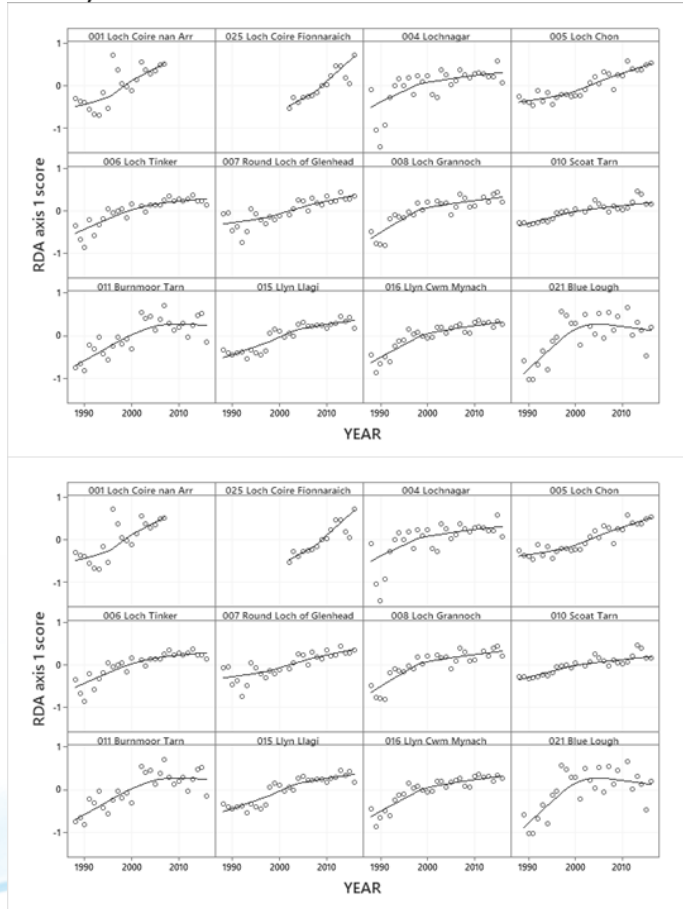 001 Loch Coire nan Arr 025 Loch Coire Fionnaraich 004 Lochnagar 005 Loch Chon
1
0
-1
006 Loch Tinker 007 Round Loch of Glenhead 008 Loch Grannoch 010 Scoat Tarn
1
0
-1
RDA axis 1 score
011 Burnmoor Tarn 015 Llyn Llagi 016 Llyn Cwm Mynach 021 Blue Lough
1
0
-1
1990 2000 2010 1990 2000 2010 1990 2000 2010 1990 2000 2010
YEAR
001 Loch Coire nan Arr 025 Loch Coire Fionnaraich 004 Lochnagar 005 Loch Chon
1
0
-1
006 Loch Tinker 007 Round Loch of Glenhead 008 Loch Grannoch 010 Scoat Tarn
1
0
-1
RDA axis 1 score
011 Burnmoor Tarn 015 Llyn Llagi 016 Llyn Cwm Mynach 021 Blue Lough
1
0
-1
1990 2000 2010 1990 2000 2010 1990 2000 2010 1990 2000 2010
YEAR